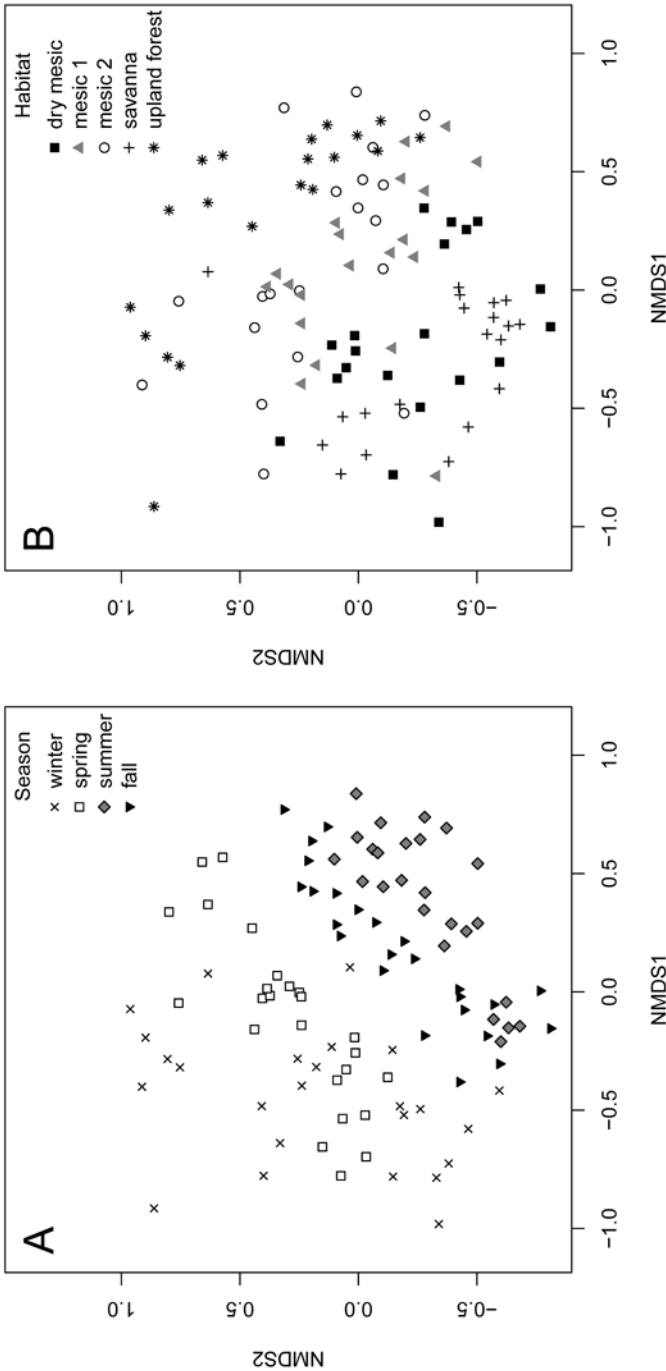 A
Season
× winter
□ spring
◆ summer
▼ fall
NMDS2
1.0
0.5
0.0
−0.5
−1.0
−0.5
0.0
0.5
1.0
NMDS1
B
Habitat
■ dry mesic
▲ mesic 1
○ mesic 2
+ savanna
✱ upland forest
NMDS2
1.0
0.5
0.0
−0.5
−1.0
−0.5
0.0
0.5
1.0
NMDS1